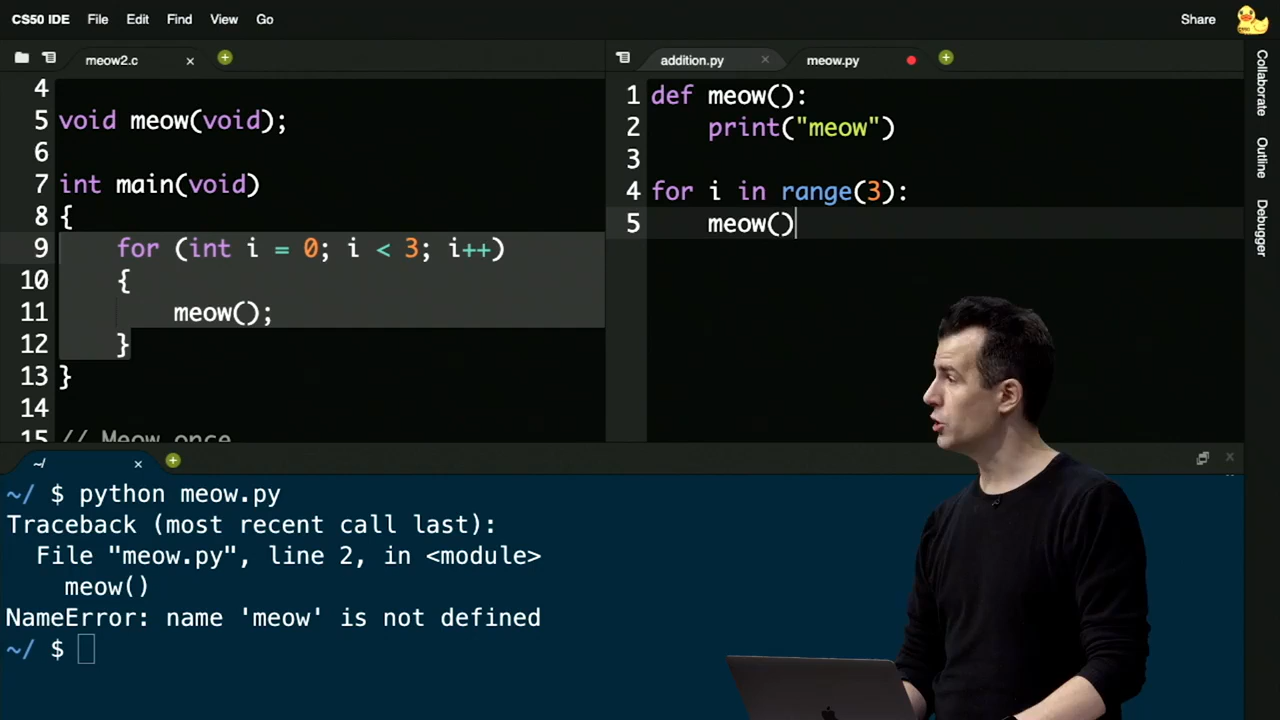 CS50 IDE File Edit Find View Go Share
meow2.c
4
5 void meow(void);
6
7 int main(void)
8 {
9     for (int i = 0; i < 3; i++)
10     {
11         meow();
12     }
13 }
14
15 // Meow once
addition.py meow.py
1 def meow():
2     print("meow")
3
4 for i in range(3):
5     meow()
Collaborate
Outline
Debugger
~/
~/ $ python meow.py
Traceback (most recent call last):
  File "meow.py", line 2, in <module>
    meow()
NameError: name 'meow' is not defined
~/ $